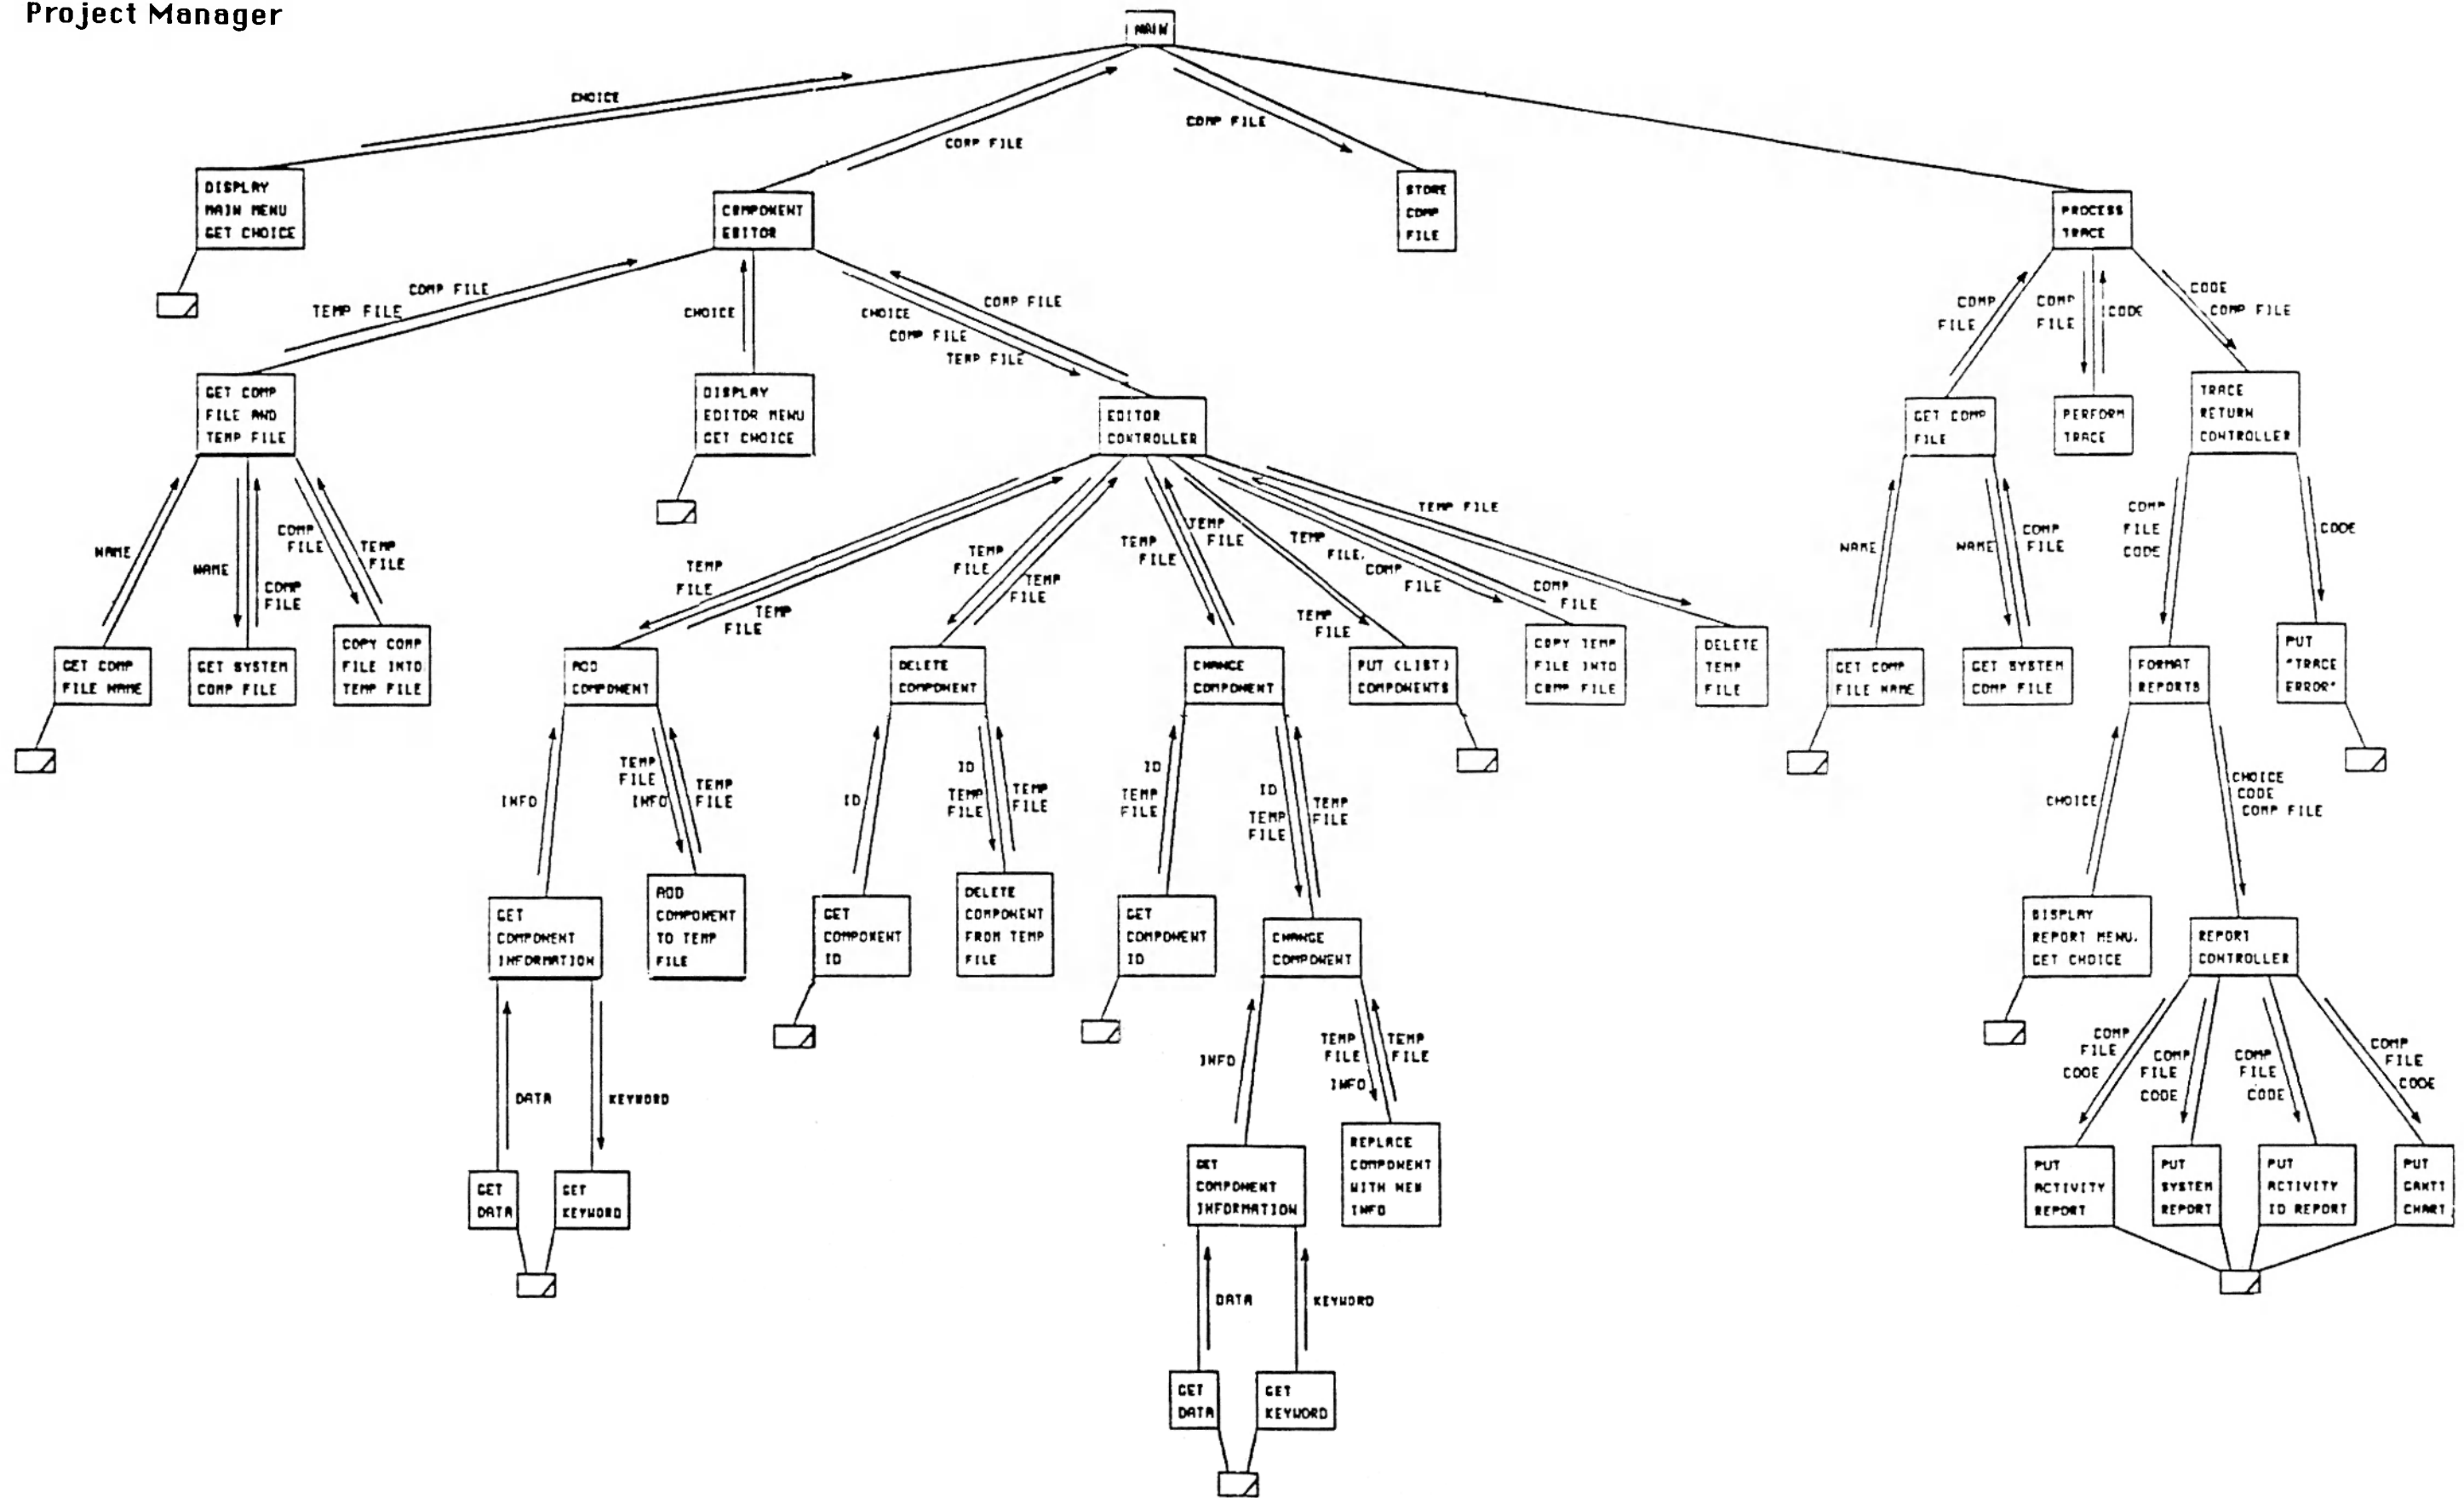 Project Manager
MAIN
CHOICE
COMP FILE
COMP FILE
DISPLAY
MAIN MENU
GET CHOICE
COMPONENT
EDITOR
STORE
COMP
FILE
PROCESS
TRACE
COMP FILE
TEMP FILE
CHOICE
CHOICE
COMP FILE
TEMP FILE
COMP FILE
COMP
FILE
COMP
FILE
CODE
CODE
COMP FILE
GET COMP
FILE AND
TEMP FILE
DISPLAY
EDITOR MENU
GET CHOICE
EDITOR
CONTROLLER
GET COMP
FILE
PERFORM
TRACE
TRACE
RETURN
CONTROLLER
NAME
NAME
COMP
FILE
COMP
FILE
TEMP
FILE
TEMP
FILE
TEMP
FILE
TEMP
FILE
TEMP
FILE
TEMP
FILE
TEMP
FILE
TEMP
FILE
TEMP
FILE,
COMP
FILE
COMP
FILE
TEMP FILE
NAME
NAME
COMP
FILE
COMP
FILE
CODE
CODE
GET COMP
FILE NAME
GET SYSTEM
COMP FILE
COPY COMP
FILE INTO
TEMP FILE
ADD
COMPONENT
DELETE
COMPONENT
CHANGE
COMPONENT
PUT (LIST)
COMPONENTS
COPY TEMP
FILE INTO
COMP FILE
DELETE
TEMP
FILE
GET COMP
FILE NAME
GET SYSTEM
COMP FILE
FORMAT
REPORTS
PUT
"TRACE
ERROR"
INFO
TEMP
FILE
INFO
TEMP
FILE
ID
ID
TEMP
FILE
TEMP
FILE
ID
TEMP
FILE
ID
TEMP
FILE
TEMP
FILE
CHOICE
CHOICE
CODE
COMP FILE
GET
COMPONENT
INFORMATION
ADD
COMPONENT
TO TEMP
FILE
GET
COMPONENT
ID
DELETE
COMPONENT
FROM TEMP
FILE
GET
COMPONENT
ID
CHANGE
COMPONENT
DISPLAY
REPORT MENU,
GET CHOICE
REPORT
CONTROLLER
DATA
KEYWORD
INFO
TEMP
FILE
INFO
TEMP
FILE
COMP
FILE
CODE
COMP
FILE
CODE
COMP
FILE
CODE
COMP
FILE
CODE
GET
DATA
GET
KEYWORD
GET
COMPONENT
INFORMATION
REPLACE
COMPONENT
WITH NEW
INFO
PUT
ACTIVITY
REPORT
PUT
SYSTEM
REPORT
PUT
ACTIVITY
ID REPORT
PUT
GANTT
CHART
DATA
KEYWORD
GET
DATA
GET
KEYWORD